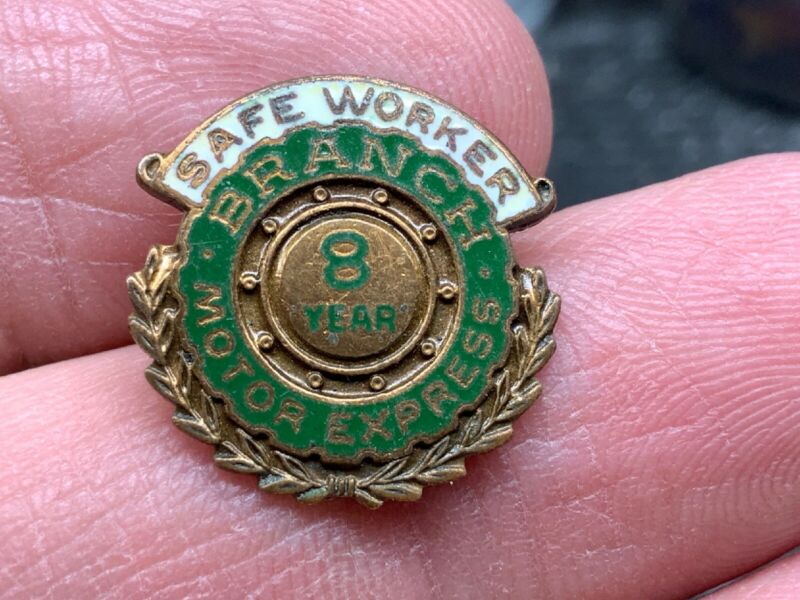 SAFE WORKER
BRANCH
8
YEAR
MOTOR EXPRESS